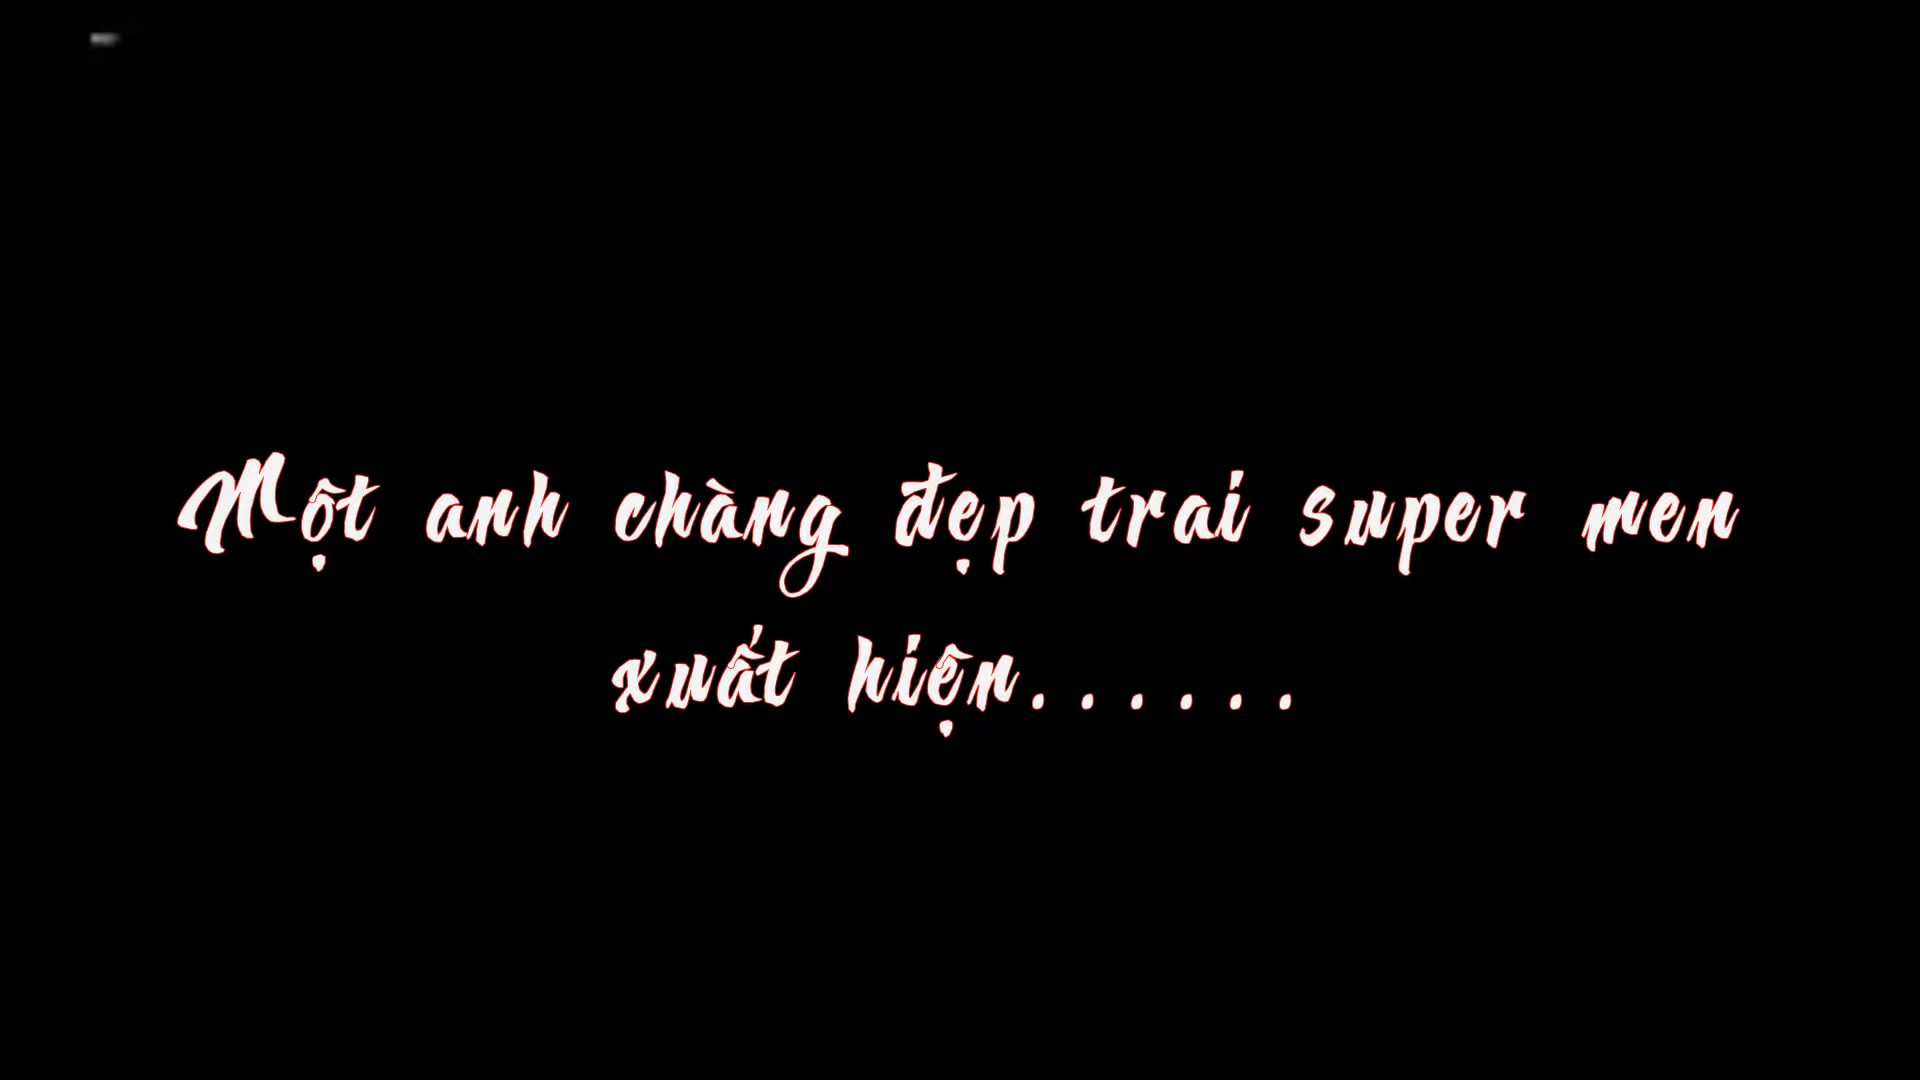 Một anh chàng đẹp trai super men
xuất hiện......